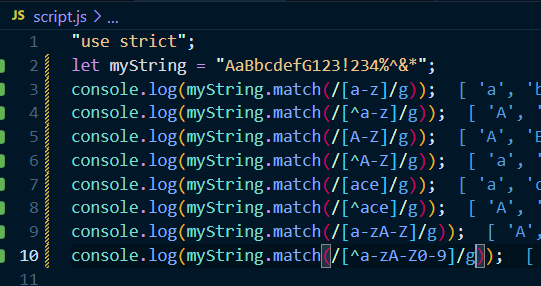 JS script.js > ...
1 "use strict";
2 let myString = "AaBbcdefG123!234%^&*";
3 console.log(myString.match(/[a-z]/g)); [ 'a', 'b
4 console.log(myString.match(/[^a-z]/g)); [ 'A', '
5 console.log(myString.match(/[A-Z]/g)); [ 'A', 'B
6 console.log(myString.match(/[^A-Z]/g)); [ 'a', '
7 console.log(myString.match(/[ace]/g)); [ 'a', 'c
8 console.log(myString.match(/[^ace]/g)); [ 'A', '
9 console.log(myString.match(/[a-zA-Z]/g)); [ 'A',
10 console.log(myString.match(/[^a-zA-Z0-9]/g)); [
11